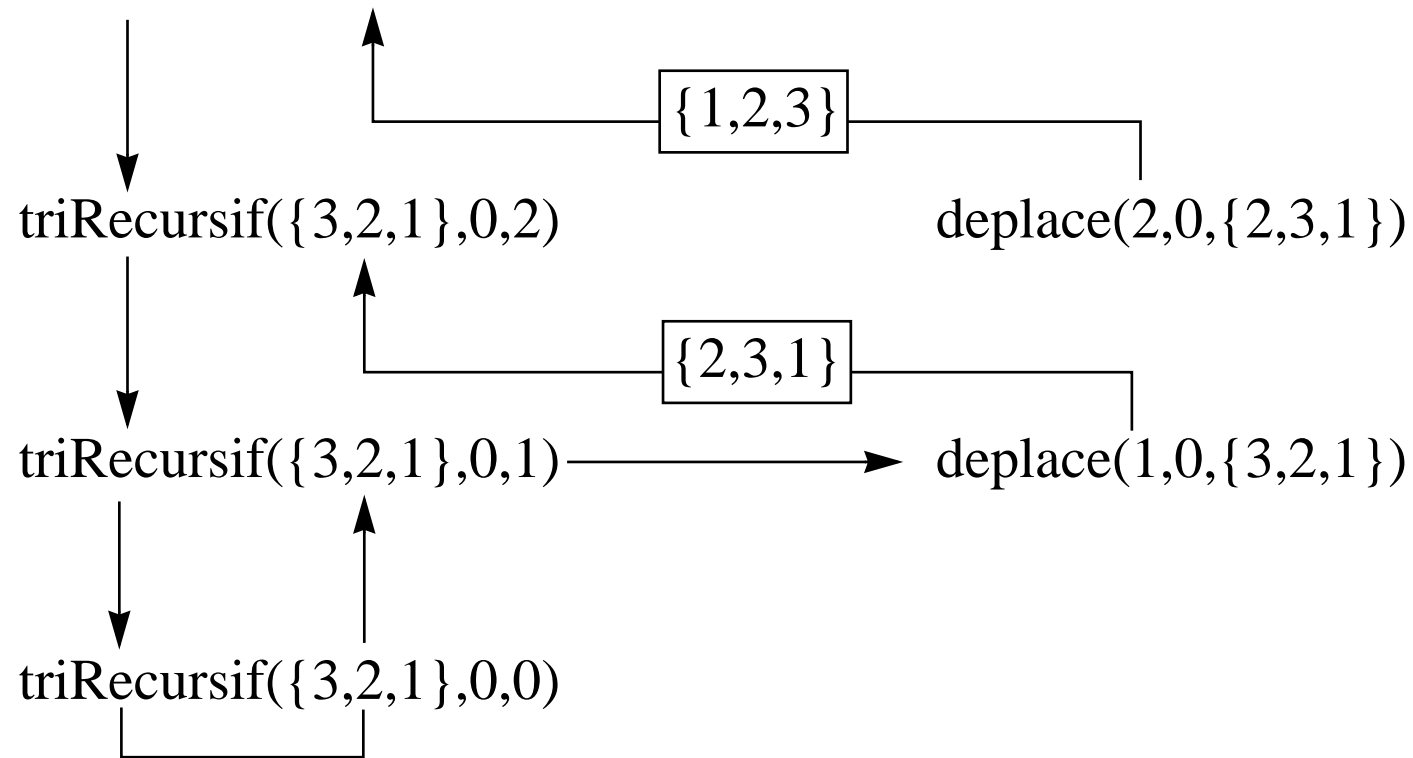 {1,2,3}
triRecursif({3,2,1},0,2) deplace(2,0,{2,3,1})
{2,3,1}
triRecursif({3,2,1},0,1) deplace(1,0,{3,2,1})
triRecursif({3,2,1},0,0)